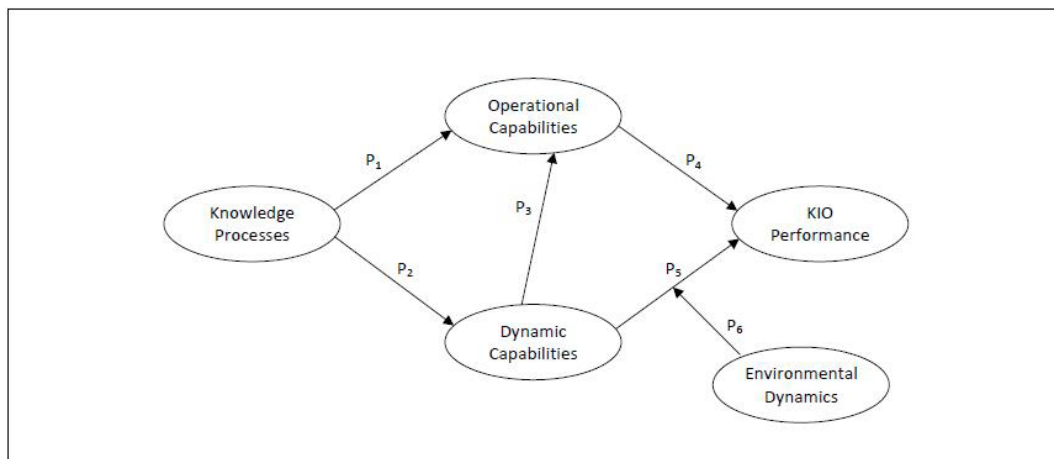 Operational
Capabilities
P₁
P₄
P₃
Knowledge
Processes
KIO
Performance
P₂
P₅
Dynamic
Capabilities
P₆
Environmental
Dynamics